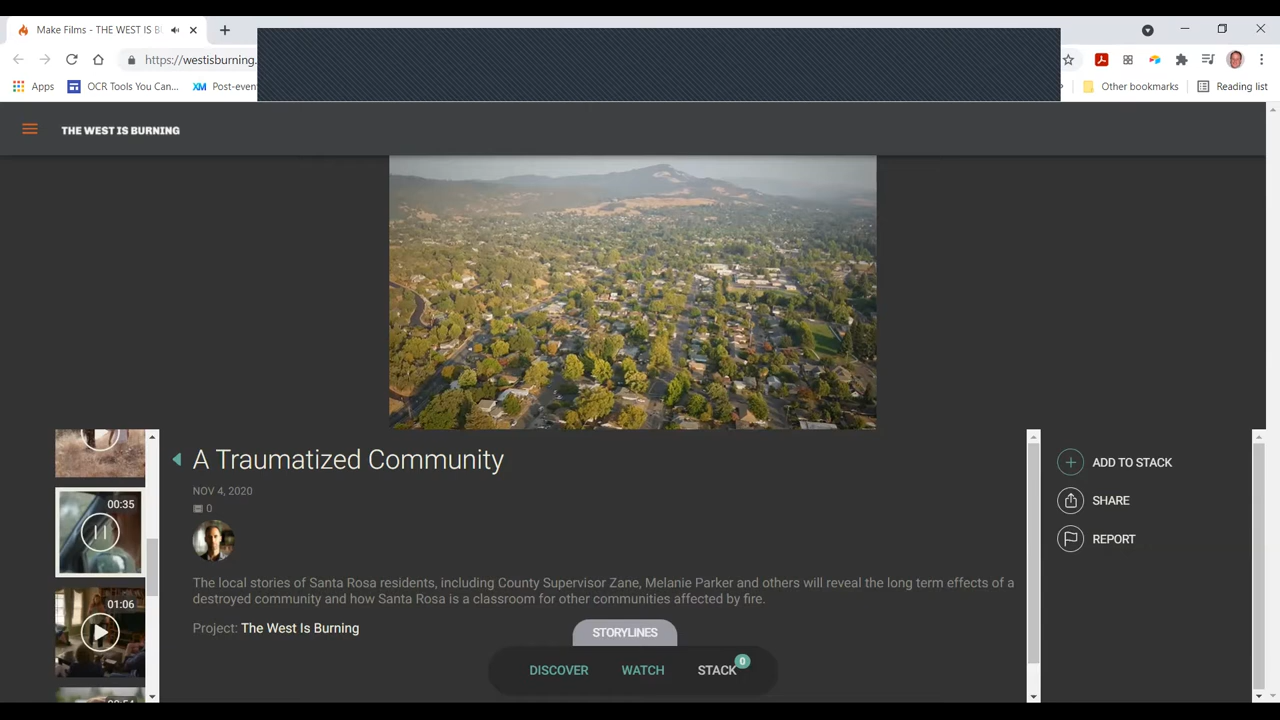 Make Films - THE WEST IS B
https://westisburning.
Apps
OCR Tools You Can...
Post-even
Other bookmarks
Reading list
THE WEST IS BURNING
00:35
01:06
A Traumatized Community
NOV 4, 2020
0
The local stories of Santa Rosa residents, including County Supervisor Zane, Melanie Parker and others will reveal the long term effects of a
destroyed community and how Santa Rosa is a classroom for other communities affected by fire.
Project: The West Is Burning
ADD TO STACK
SHARE
REPORT
STORYLINES
DISCOVER WATCH STACK 0